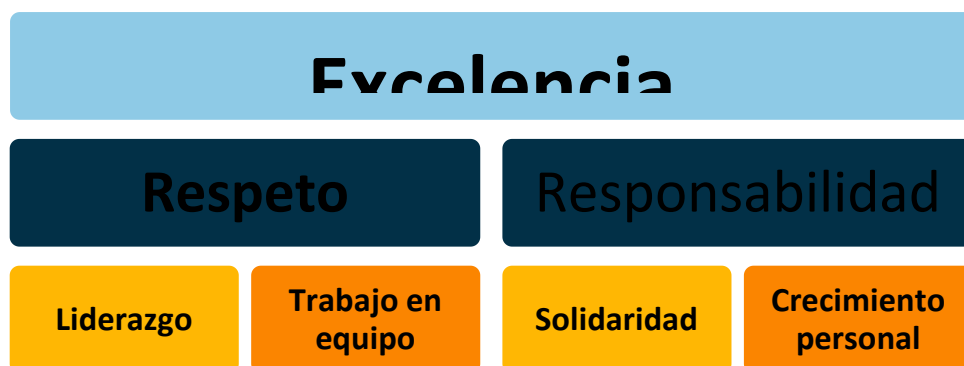 Excelencia
Respeto
Responsabilidad
Liderazgo
Trabajo en
equipo
Solidaridad
Crecimiento
personal